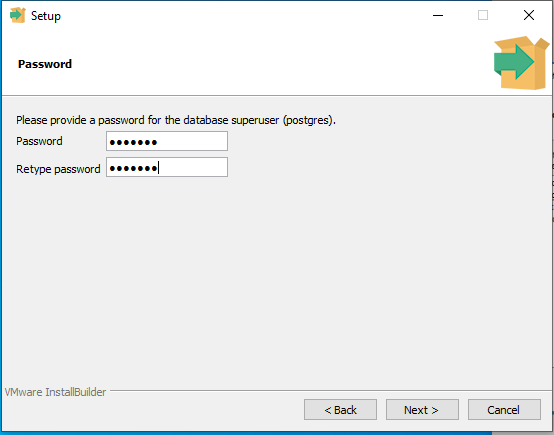 Setup
Password
Please provide a password for the database superuser (postgres).
Password •••••••
Retype password •••••••
VMware InstallBuilder
< Back Next > Cancel